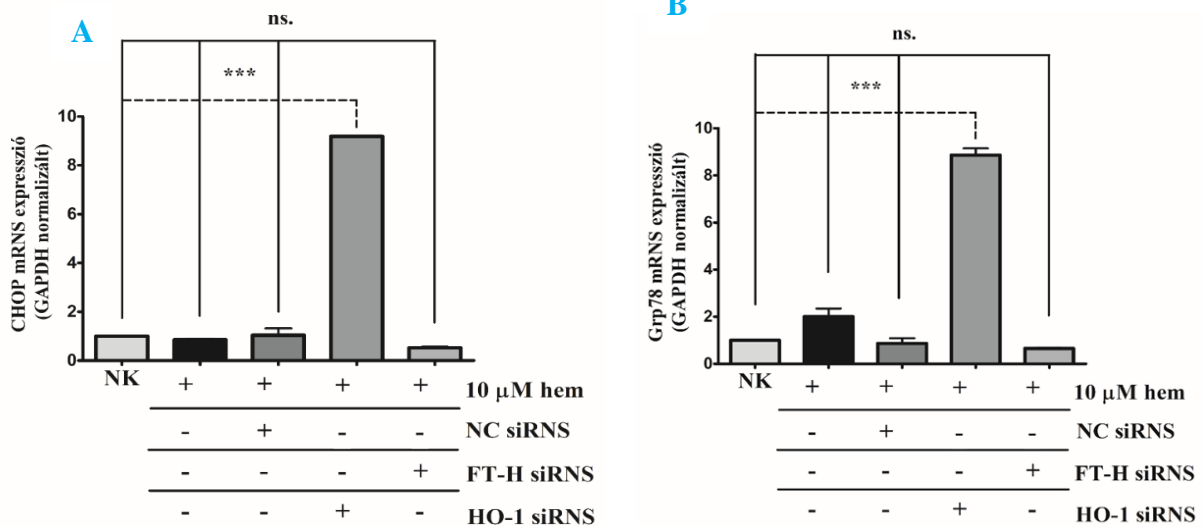 A
ns.
***
CHOP mRNS expresszió
(GAPDH normalizált)
10
8
6
4
2
0
NK + + + + 10 µM hem
- + - - NC siRNS
- - - + FT-H siRNS
- - + - HO-1 siRNS
B
ns.
***
Grp78 mRNS expresszió
(GAPDH normalizált)
10
8
6
4
2
0
NK + + + + 10 µM hem
- + - - NC siRNS
- - - + FT-H siRNS
- - + - HO-1 siRNS